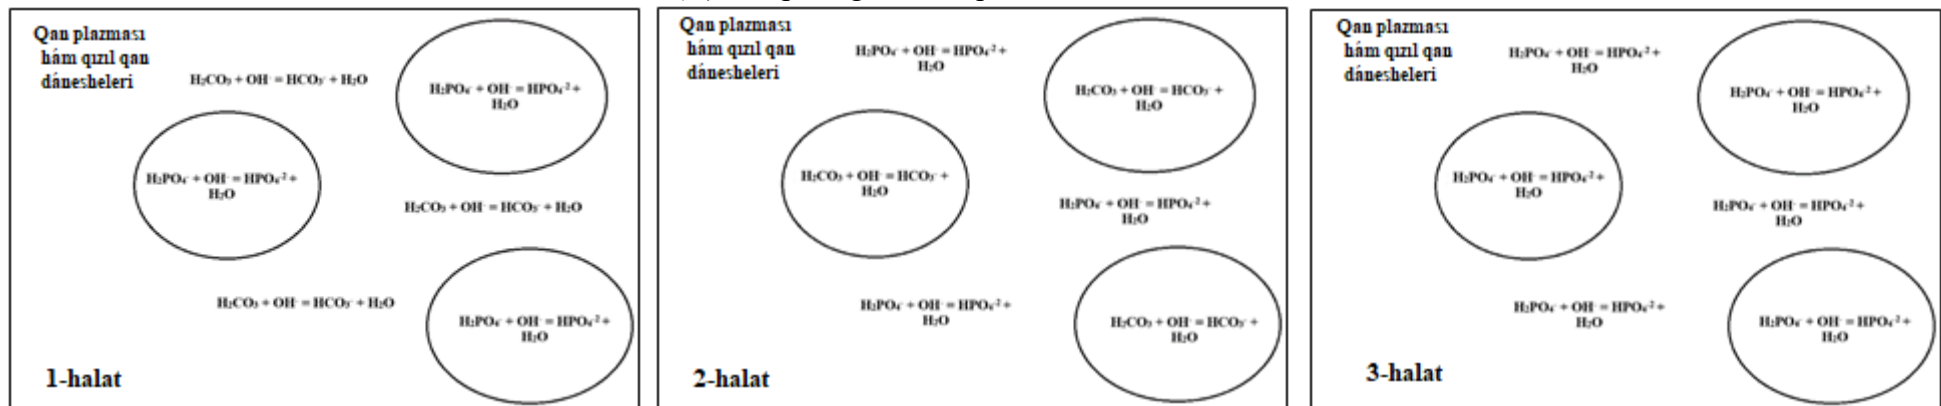 Qan plazması
hám qızıl qan
dánesheleri
H₂CO₃ + OH⁻ = HCO₃⁻ + H₂O
H₂PO₄⁻ + OH⁻ = HPO₄⁻² +
H₂O
H₂PO₄⁻ + OH⁻ = HPO₄⁻² +
H₂O
H₂CO₃ + OH⁻ = HCO₃⁻ + H₂O
H₂CO₃ + OH⁻ = HCO₃⁻ + H₂O
H₂PO₄⁻ + OH⁻ = HPO₄⁻² +
H₂O
1-halat
Qan plazması
hám qızıl qan
dánesheleri
H₂PO₄⁻ + OH⁻ = HPO₄⁻² +
H₂O
H₂CO₃ + OH⁻ = HCO₃⁻ +
H₂O
H₂CO₃ + OH⁻ = HCO₃⁻ +
H₂O
H₂PO₄⁻ + OH⁻ = HPO₄⁻² +
H₂O
H₂PO₄⁻ + OH⁻ = HPO₄⁻² +
H₂O
H₂CO₃ + OH⁻ = HCO₃⁻ +
H₂O
2-halat
Qan plazması
hám qızıl qan
dánesheleri
H₂PO₄⁻ + OH⁻ = HPO₄⁻² +
H₂O
H₂PO₄⁻ + OH⁻ = HPO₄⁻² +
H₂O
H₂PO₄⁻ + OH⁻ = HPO₄⁻² +
H₂O
H₂PO₄⁻ + OH⁻ = HPO₄⁻² +
H₂O
H₂PO₄⁻ + OH⁻ = HPO₄⁻² +
H₂O
H₂PO₄⁻ + OH⁻ = HPO₄⁻² +
H₂O
3-halat